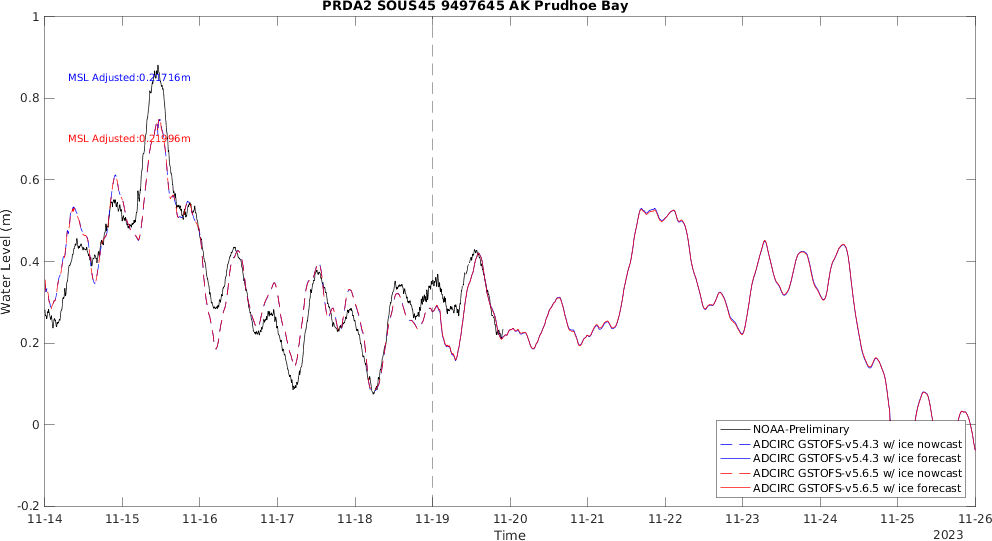 PRDA2 SOUS45 9497645 AK Prudhoe Bay
1
0.8
0.6
0.4
0.2
0
-0.2
Water Level (m)
MSL Adjusted:0.21716m
MSL Adjusted:0.21996m
NOAA-Preliminary
ADCIRC GSTOFS-v5.4.3 w/ ice nowcast
ADCIRC GSTOFS-v5.4.3 w/ ice forecast
ADCIRC GSTOFS-v5.6.5 w/ ice nowcast
ADCIRC GSTOFS-v5.6.5 w/ ice forecast
11-14 11-15 11-16 11-17 11-18 11-19 11-20 11-21 11-22 11-23 11-24 11-25 11-26
Time
2023